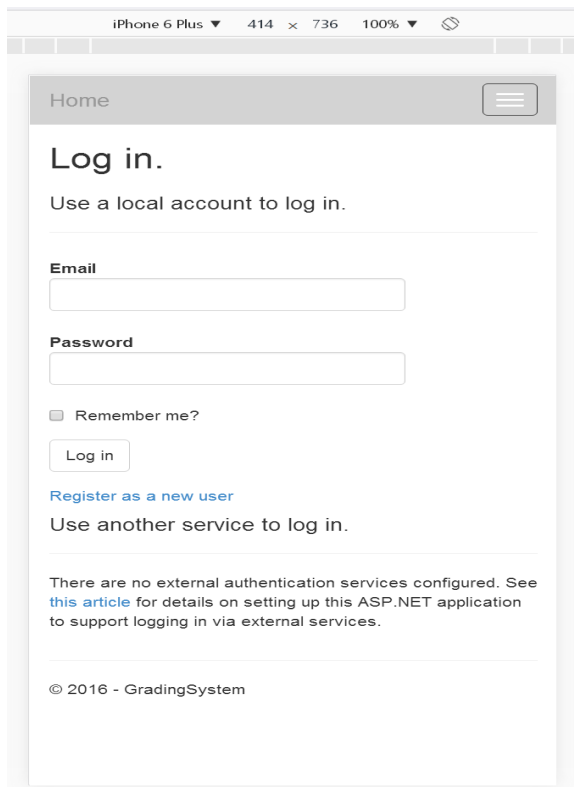 iPhone 6 Plus ▼ 414 × 736 100% ▼
Home
Log in.
Use a local account to log in.
Email
Password
Remember me?
Log in
Register as a new user
Use another service to log in.
There are no external authentication services configured. See
this article for details on setting up this ASP.NET application
to support logging in via external services.
© 2016 - GradingSystem